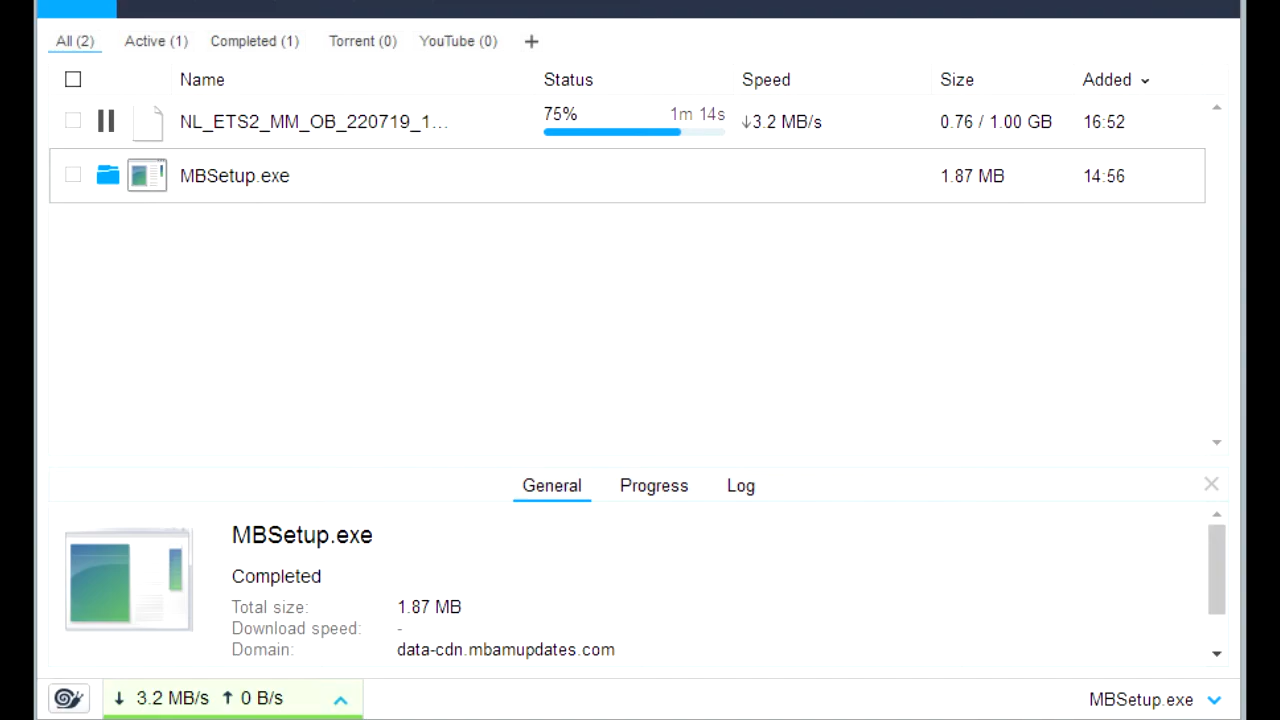 All (2) Active (1) Completed (1) Torrent (0) YouTube (0) +
Name Status Speed Size Added
NL_ETS2_MM_OB_220719_1... 75% 1m 14s ↓3.2 MB/s 0.76 / 1.00 GB 16:52
MBSetup.exe 1.87 MB 14:56
General Progress Log
MBSetup.exe
Completed
Total size: 1.87 MB
Download speed: -
Domain: data-cdn.mbamupdates.com
↓ 3.2 MB/s ↑ 0 B/s MBSetup.exe